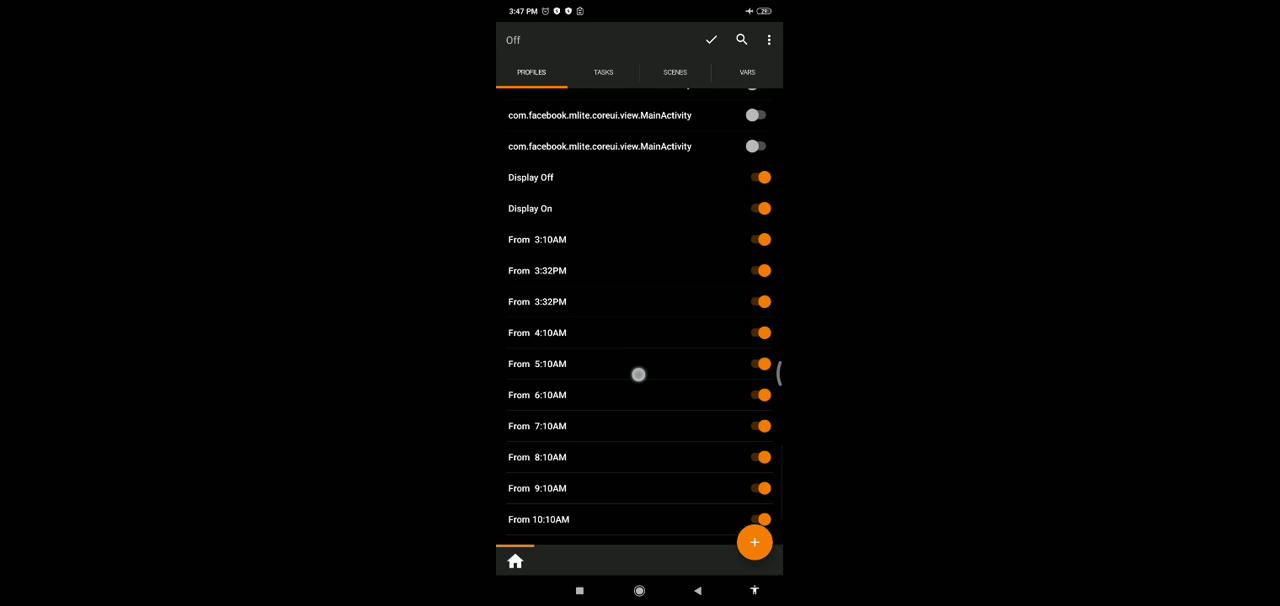 3:47 PM
29
Off
PROFILES TASKS SCENES VARS
com.facebook.mlite.coreui.view.MainActivity
com.facebook.mlite.coreui.view.MainActivity
Display Off
Display On
From 3:10AM
From 3:32PM
From 3:32PM
From 4:10AM
From 5:10AM
From 6:10AM
From 7:10AM
From 8:10AM
From 9:10AM
From 10:10AM